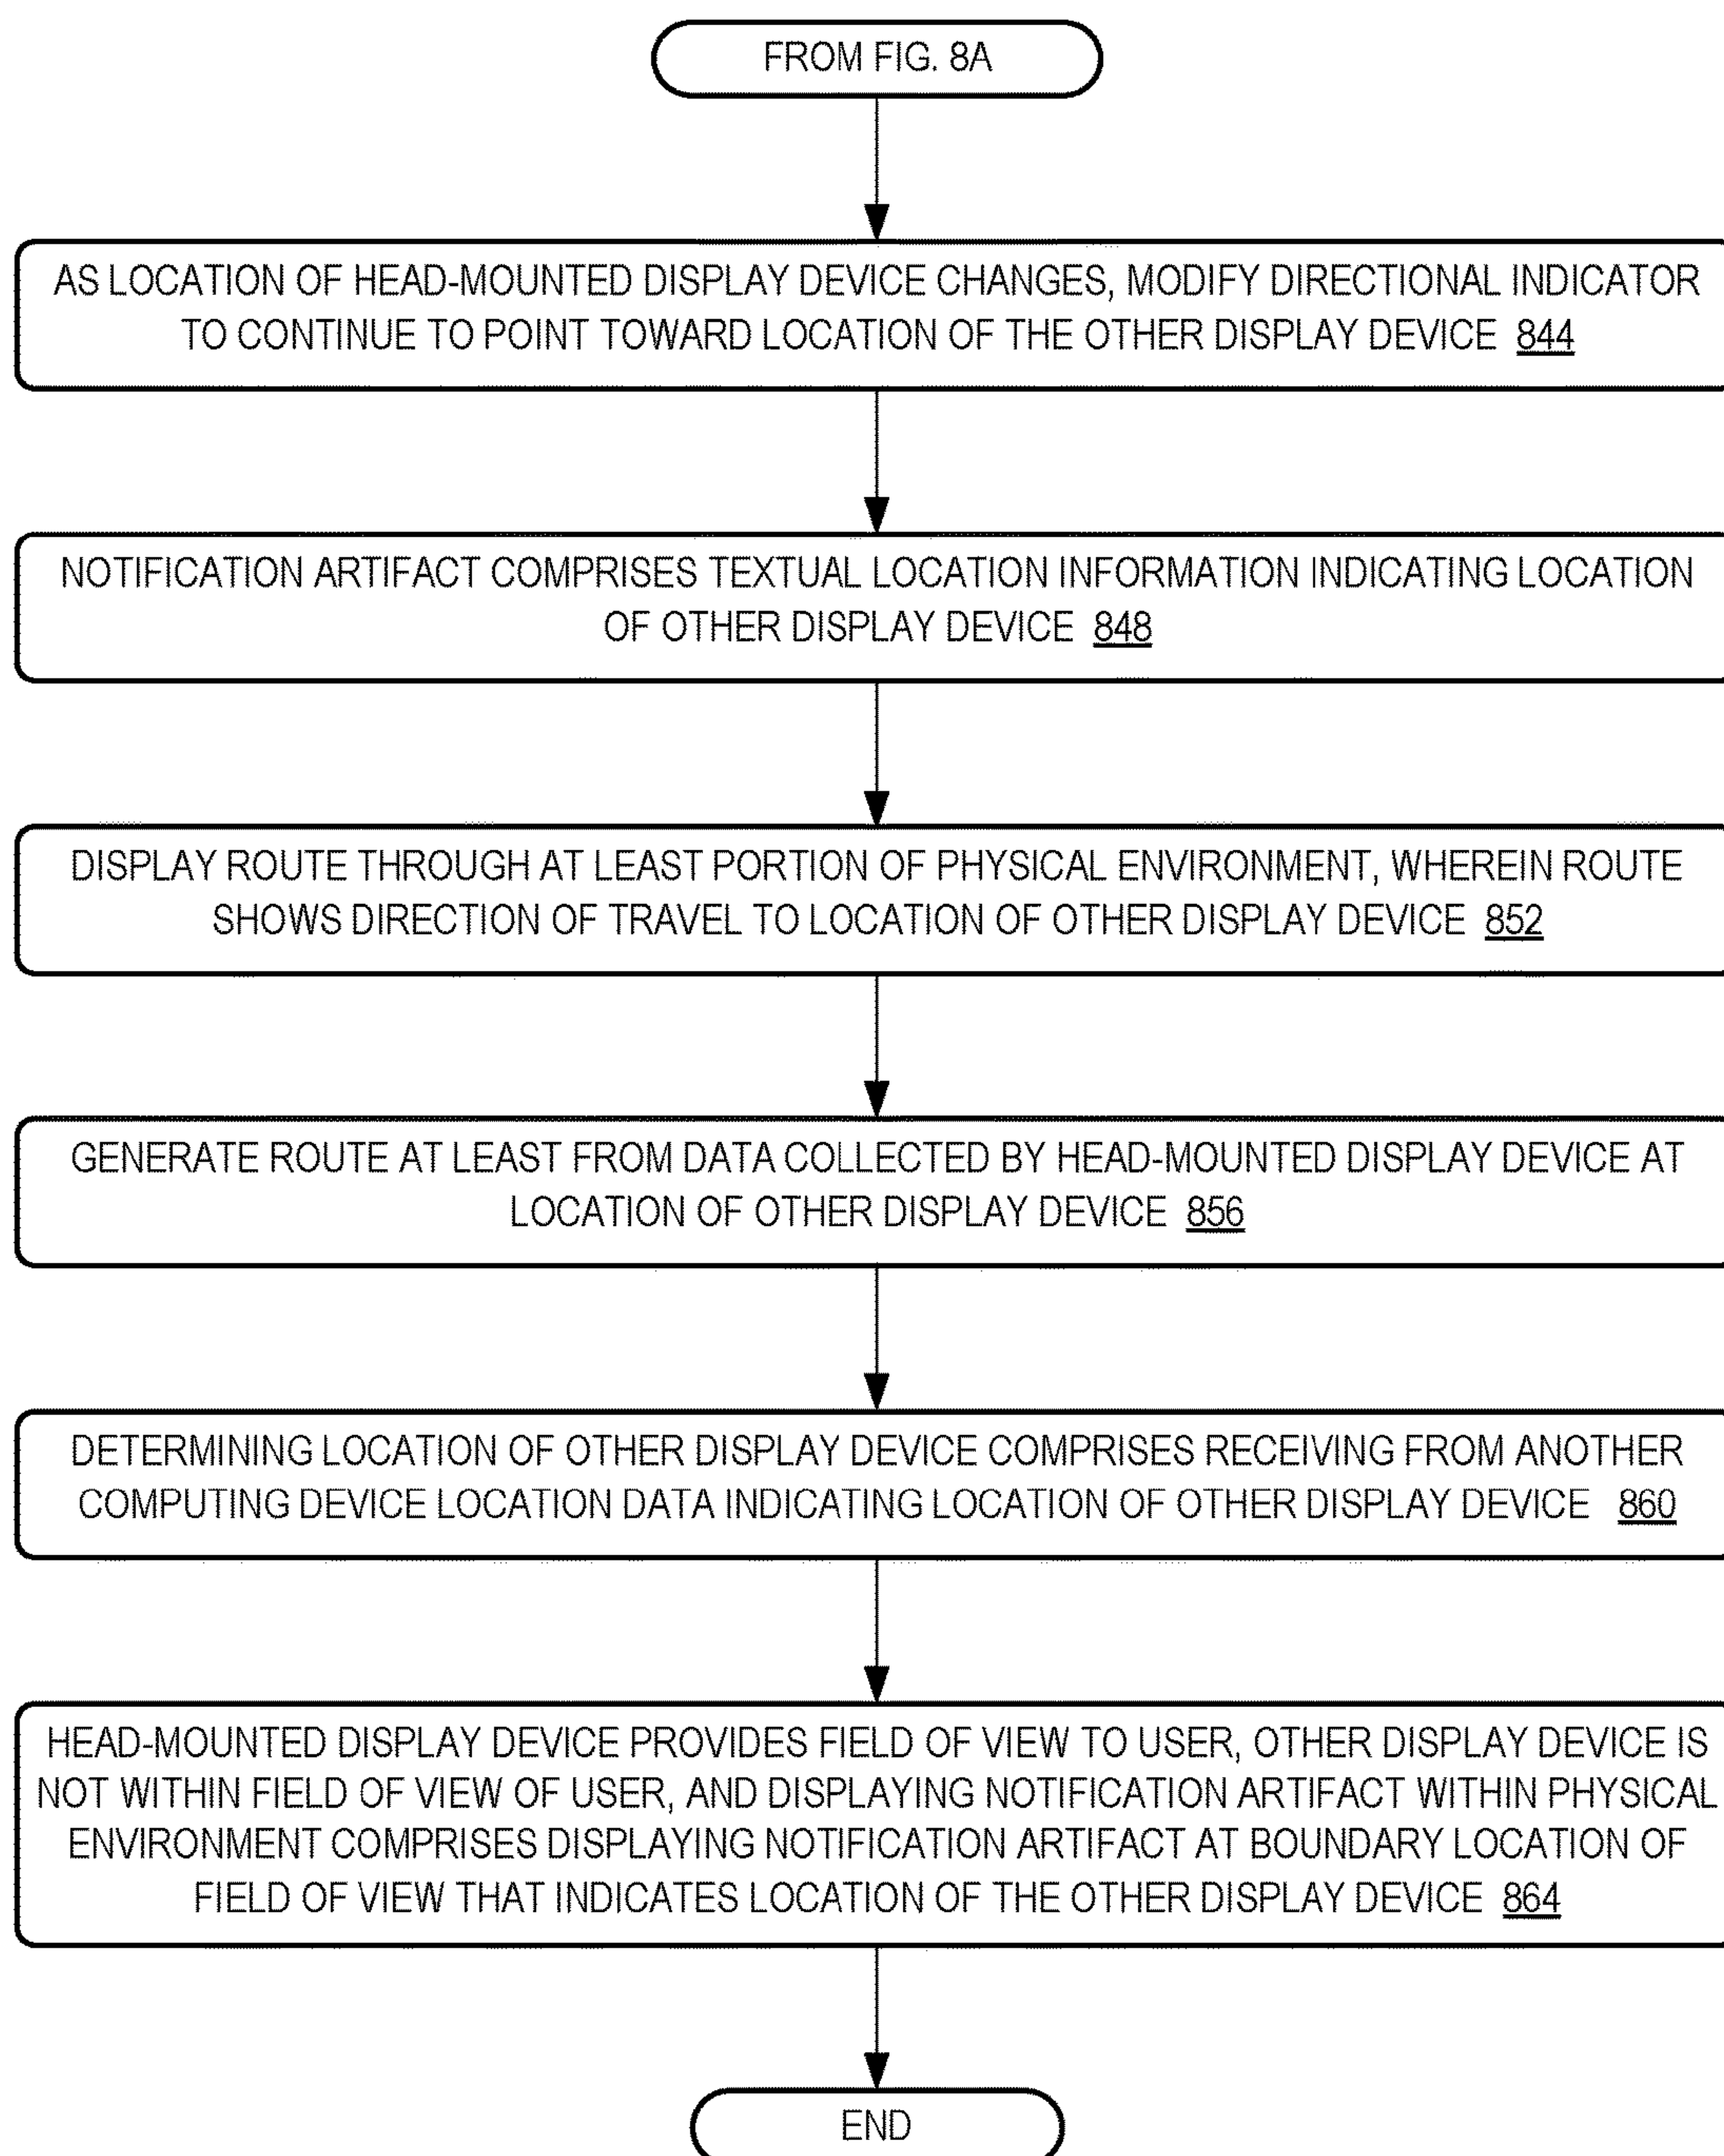 FROM FIG. 8A
AS LOCATION OF HEAD-MOUNTED DISPLAY DEVICE CHANGES, MODIFY DIRECTIONAL INDICATOR
TO CONTINUE TO POINT TOWARD LOCATION OF THE OTHER DISPLAY DEVICE 844
NOTIFICATION ARTIFACT COMPRISES TEXTUAL LOCATION INFORMATION INDICATING LOCATION
OF OTHER DISPLAY DEVICE 848
DISPLAY ROUTE THROUGH AT LEAST PORTION OF PHYSICAL ENVIRONMENT, WHEREIN ROUTE
SHOWS DIRECTION OF TRAVEL TO LOCATION OF OTHER DISPLAY DEVICE 852
GENERATE ROUTE AT LEAST FROM DATA COLLECTED BY HEAD-MOUNTED DISPLAY DEVICE AT
LOCATION OF OTHER DISPLAY DEVICE 856
DETERMINING LOCATION OF OTHER DISPLAY DEVICE COMPRISES RECEIVING FROM ANOTHER
COMPUTING DEVICE LOCATION DATA INDICATING LOCATION OF OTHER DISPLAY DEVICE 860
HEAD-MOUNTED DISPLAY DEVICE PROVIDES FIELD OF VIEW TO USER, OTHER DISPLAY DEVICE IS
NOT WITHIN FIELD OF VIEW OF USER, AND DISPLAYING NOTIFICATION ARTIFACT WITHIN PHYSICAL
ENVIRONMENT COMPRISES DISPLAYING NOTIFICATION ARTIFACT AT BOUNDARY LOCATION OF
FIELD OF VIEW THAT INDICATES LOCATION OF THE OTHER DISPLAY DEVICE 864
END